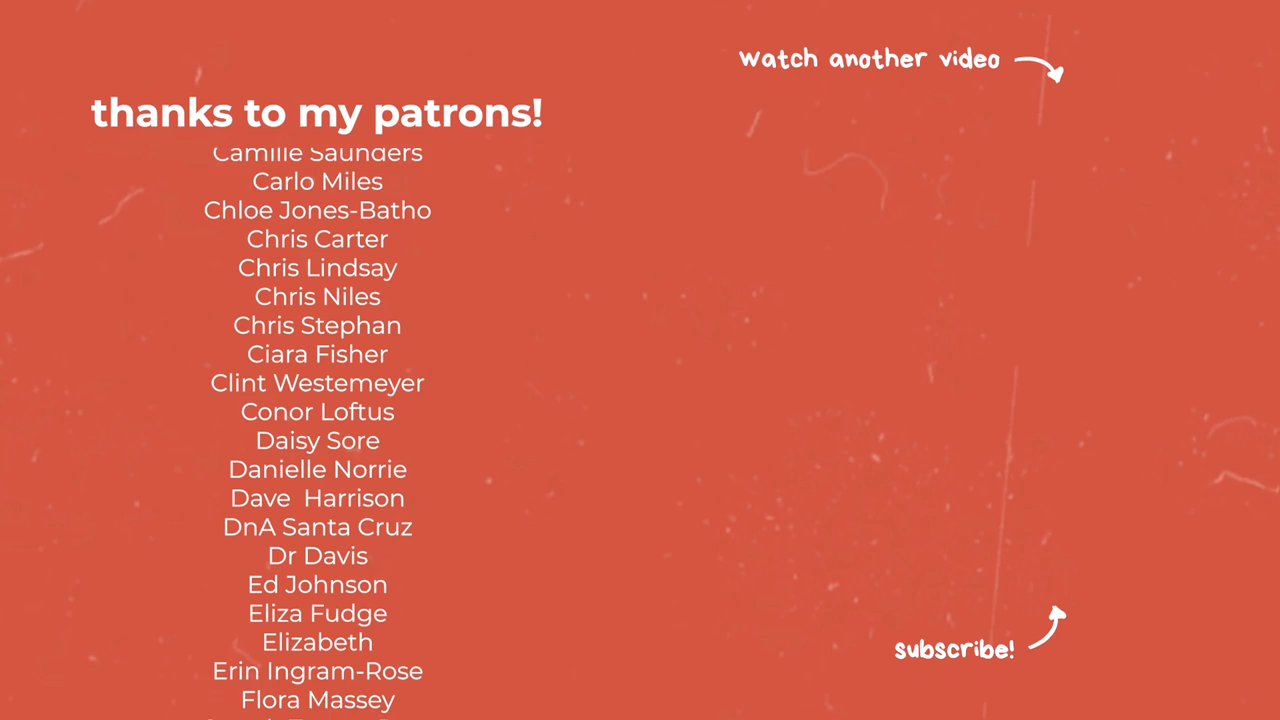 watch another video
thanks to my patrons!
Camille Saunders
Carlo Miles
Chloe Jones-Batho
Chris Carter
Chris Lindsay
Chris Niles
Chris Stephan
Ciara Fisher
Clint Westemeyer
Conor Loftus
Daisy Sore
Danielle Norrie
Dave  Harrison
DnA Santa Cruz
Dr Davis
Ed Johnson
Eliza Fudge
Elizabeth
Erin Ingram-Rose
Flora Massey
subscribe!